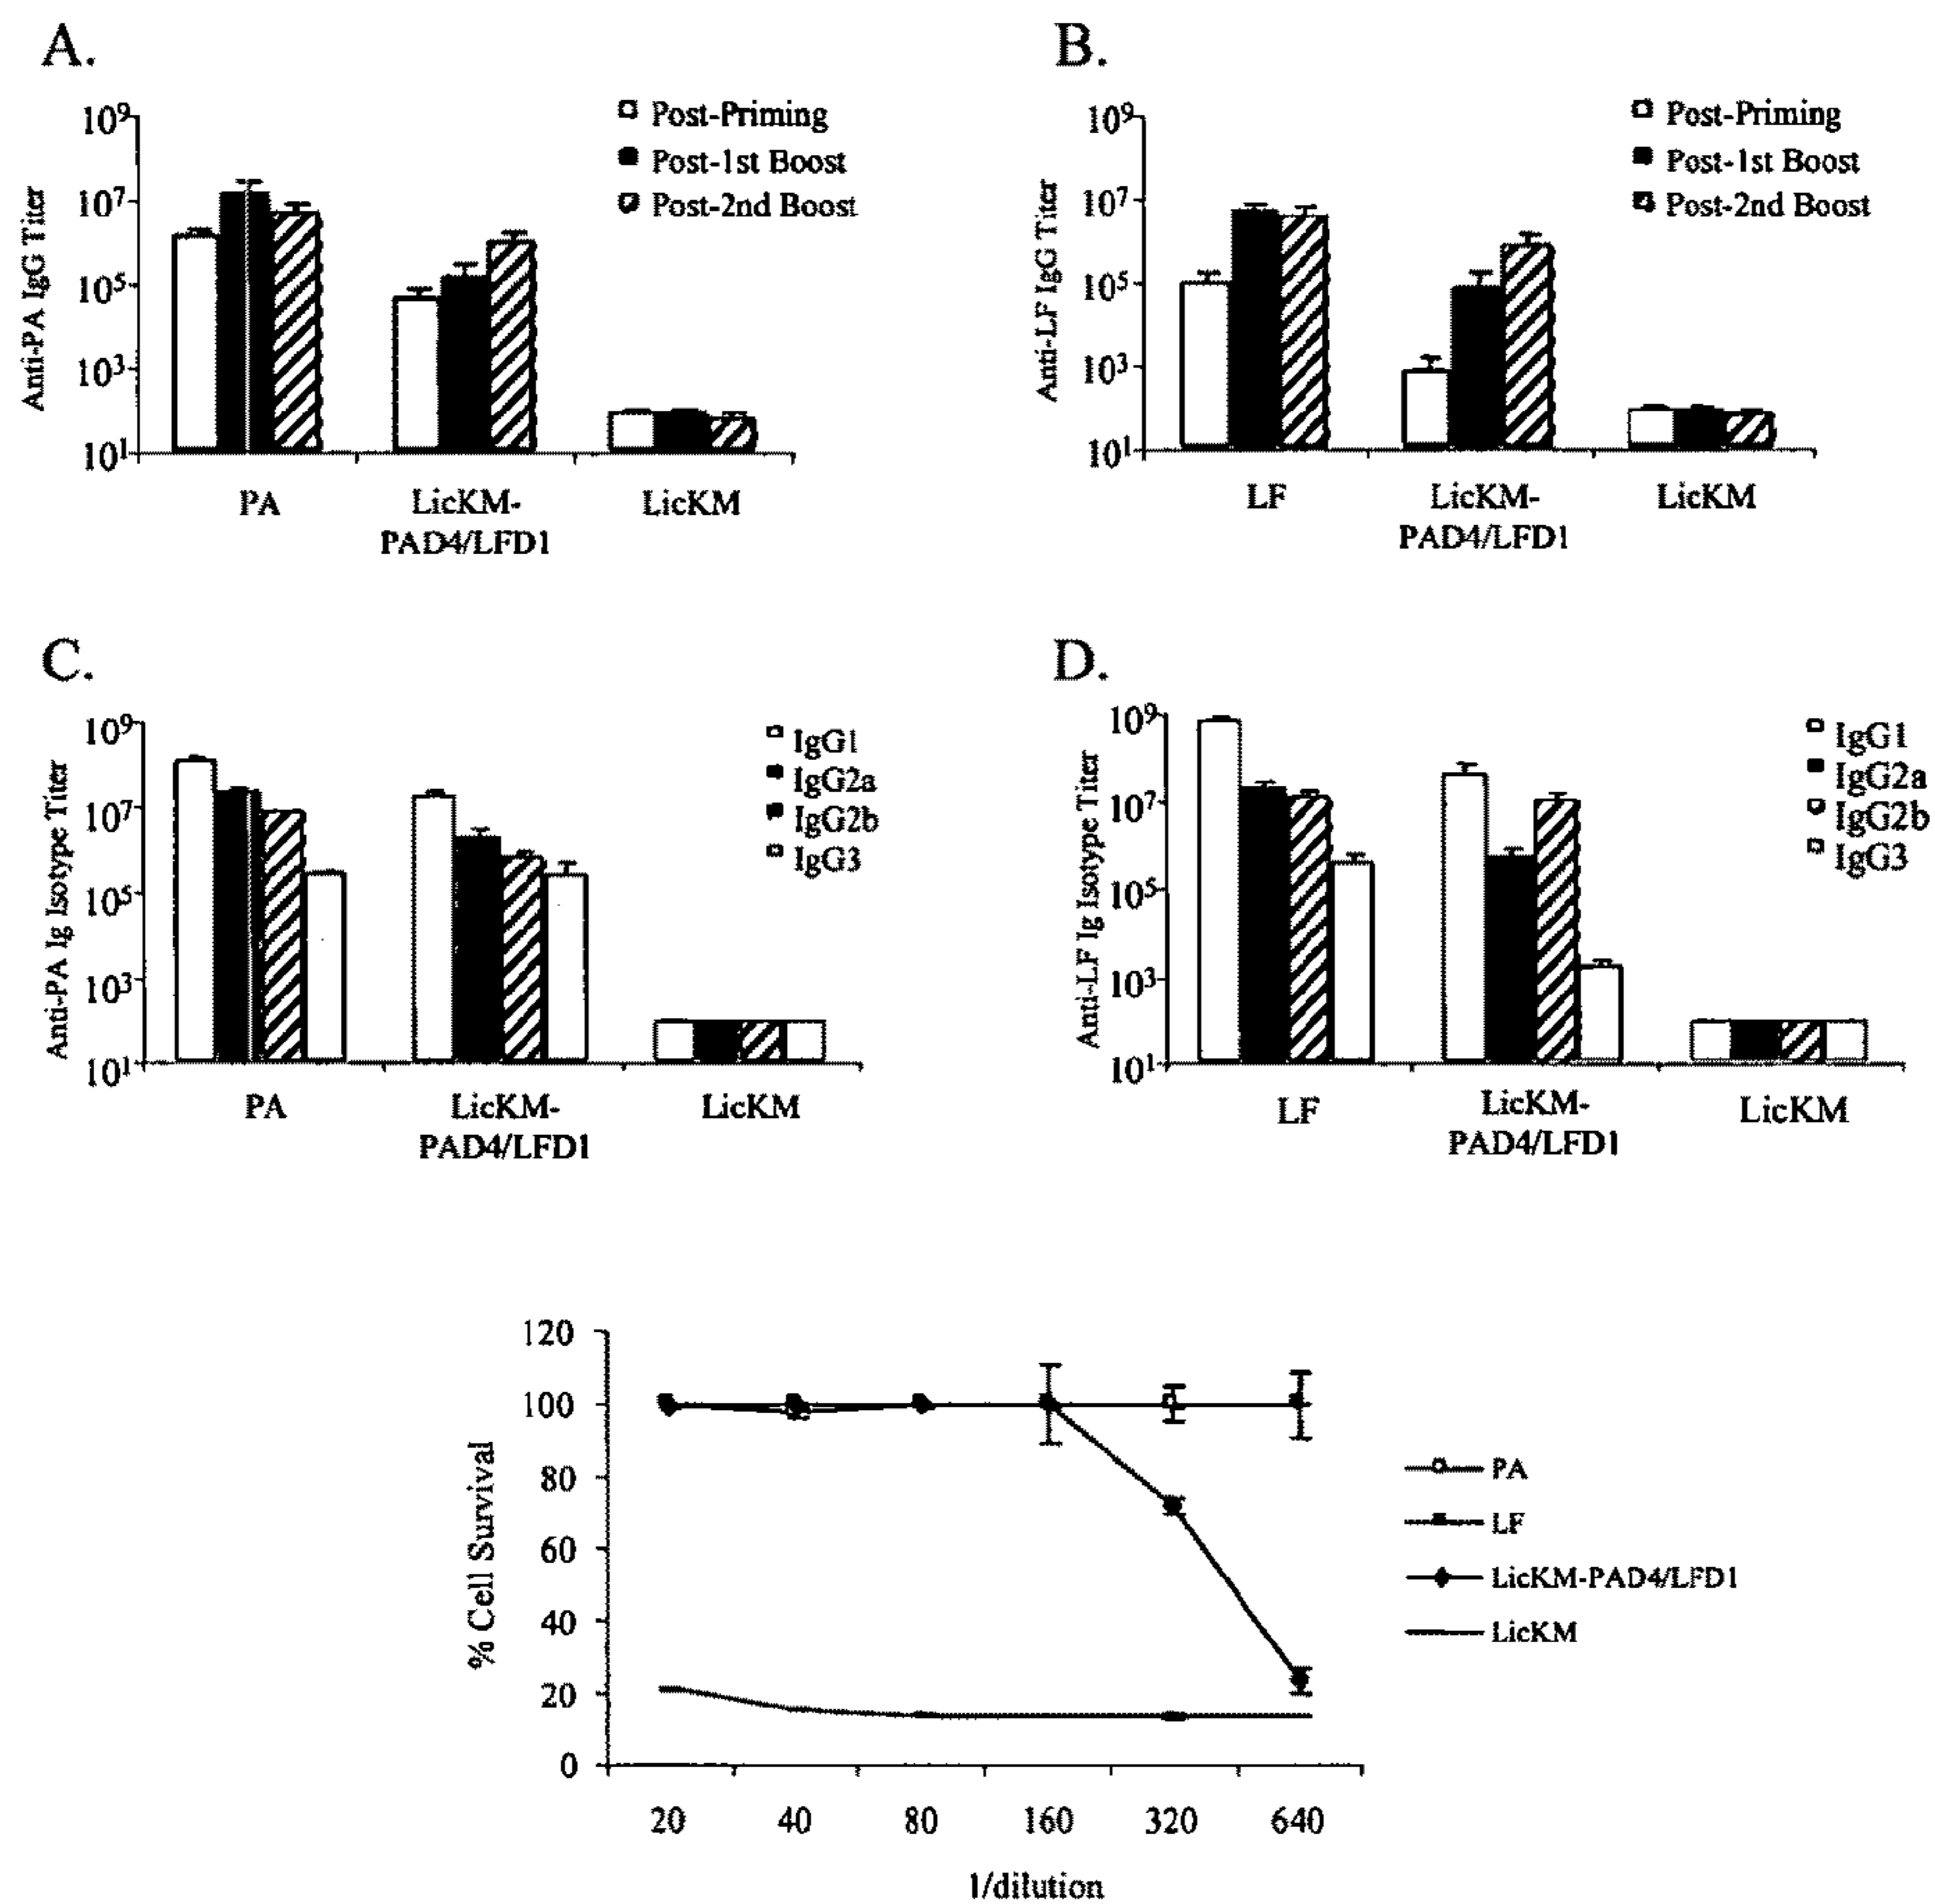 A.
Anti-PA IgG Titer
10⁹
10⁷
10⁵
10³
10¹
Post-Priming
Post-1st Boost
Post-2nd Boost
PA
LicKM-
PAD4/LFD1
LicKM
B.
Anti-LF IgG Titer
10⁹
10⁷
10⁵
10³
10¹
Post-Priming
Post-1st Boost
Post-2nd Boost
LF
LicKM-
PAD4/LFD1
LicKM
C.
Anti-PA Ig Isotype Titer
10⁹
10⁷
10⁵
10³
10¹
IgG1
IgG2a
IgG2b
IgG3
PA
LicKM-
PAD4/LFD1
LicKM
D.
Anti-LF Ig Isotype Titer
10⁹
10⁷
10⁵
10³
10¹
IgG1
IgG2a
IgG2b
IgG3
LF
LicKM-
PAD4/LFD1
LicKM
% Cell Survival
120
100
80
60
40
20
0
20 40 80 160 320 640
1/dilution
PA
LF
LicKM-PAD4/LFD1
LicKM